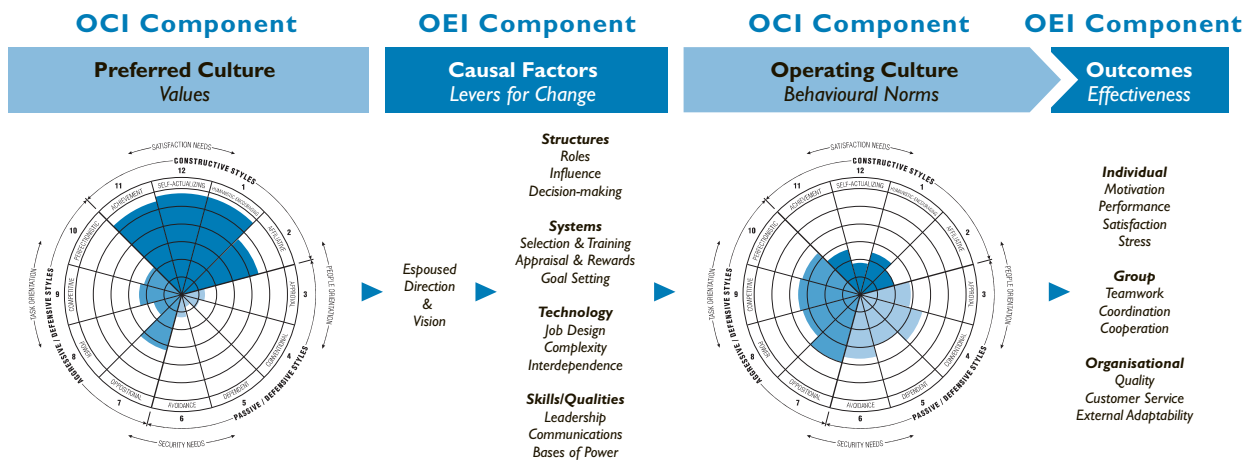 OCI Component
Preferred Culture
Values
SATISFACTION NEEDS
CONSTRUCTIVE STYLES
12
SELF-ACTUALIZING
1
HUMANISTIC-ENCOURAGING
2
AFFILIATIVE
PEOPLE ORIENTATION
3
APPROVAL
4
CONVENTIONAL
5
DEPENDENT
PASSIVE / DEFENSIVE STYLES
6
AVOIDANCE
SECURITY NEEDS
7
OPPOSITIONAL
8
POWER
AGGRESSIVE / DEFENSIVE STYLES
9
COMPETITIVE
TASK ORIENTATION
10
PERFECTIONISTIC
11
ACHIEVEMENT
OEI Component
Causal Factors
Levers for Change
Espoused
Direction
&
Vision
Structures
Roles
Influence
Decision-making
Systems
Selection & Training
Appraisal & Rewards
Goal Setting
Technology
Job Design
Complexity
Interdependence
Skills/Qualities
Leadership
Communications
Bases of Power
OCI Component
Operating Culture
Behavioural Norms
SATISFACTION NEEDS
CONSTRUCTIVE STYLES
12
SELF-ACTUALIZING
1
HUMANISTIC-ENCOURAGING
2
AFFILIATIVE
PEOPLE ORIENTATION
3
APPROVAL
4
CONVENTIONAL
5
DEPENDENT
PASSIVE / DEFENSIVE STYLES
6
AVOIDANCE
SECURITY NEEDS
7
OPPOSITIONAL
8
POWER
AGGRESSIVE / DEFENSIVE STYLES
9
COMPETITIVE
TASK ORIENTATION
10
PERFECTIONISTIC
11
ACHIEVEMENT
OEI Component
Outcomes
Effectiveness
Individual
Motivation
Performance
Satisfaction
Stress
Group
Teamwork
Coordination
Cooperation
Organisational
Quality
Customer Service
External Adaptability